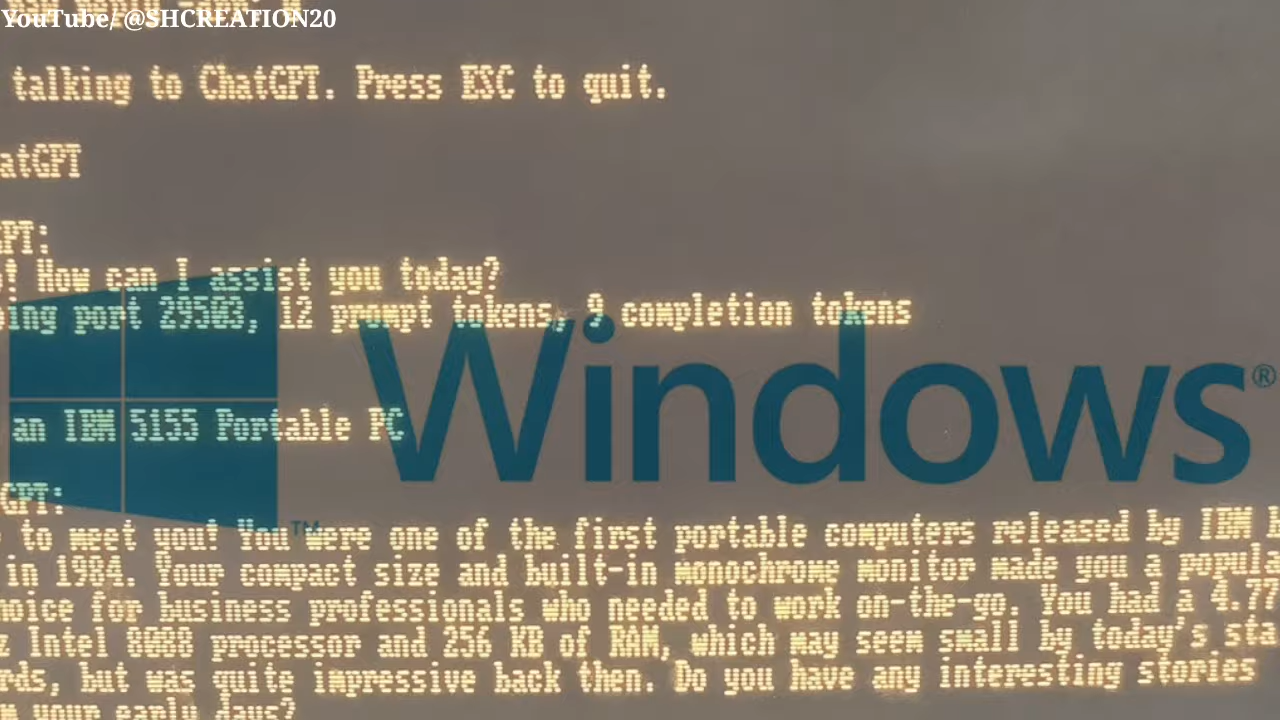 YouTube/ @SHCREATION20
talking to ChatGPT. Press ESC to quit.
atGPT
GPT:
! How can I assist you today?
ing port 29503, 12 prompt tokens, 9 completion tokens
Windows®
an IBM 5155 Portable PC
GPT:
TM
to meet you! You were one of the first portable computers released by IBM
in 1984. Your compact size and built-in monochrome monitor made you a popula
hoice for business professionals who needed to work on-the-go. You had a 4.77
z Intel 8088 processor and 256 KB of RAM, which may seem small by today's sta
rds, but was quite impressive back then. Do you have any interesting stories
m your early days?